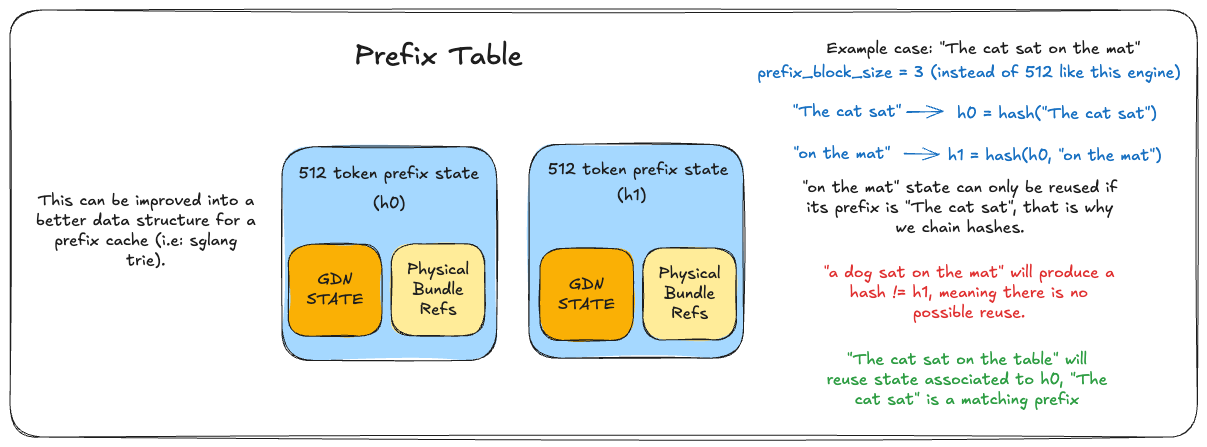 Prefix Table
This can be improved into a
better data structure for a
prefix cache (i.e: sglang
trie).
512 token prefix state
(h0)
GDN
STATE
Physical
Bundle
Refs
512 token prefix state
(h1)
GDN
STATE
Physical
Bundle
Refs
Example case: "The cat sat on the mat"
prefix_block_size = 3 (instead of 512 like this engine)
"The cat sat" h0 = hash("The cat sat")
"on the mat" h1 = hash(h0, "on the mat")
"on the mat" state can only be reused if
its prefix is "The cat sat", that is why
we chain hashes.
"a dog sat on the mat" will produce a
hash != h1, meaning there is no
possible reuse.
"The cat sat on the table" will
reuse state associated to h0, "The
cat sat" is a matching prefix